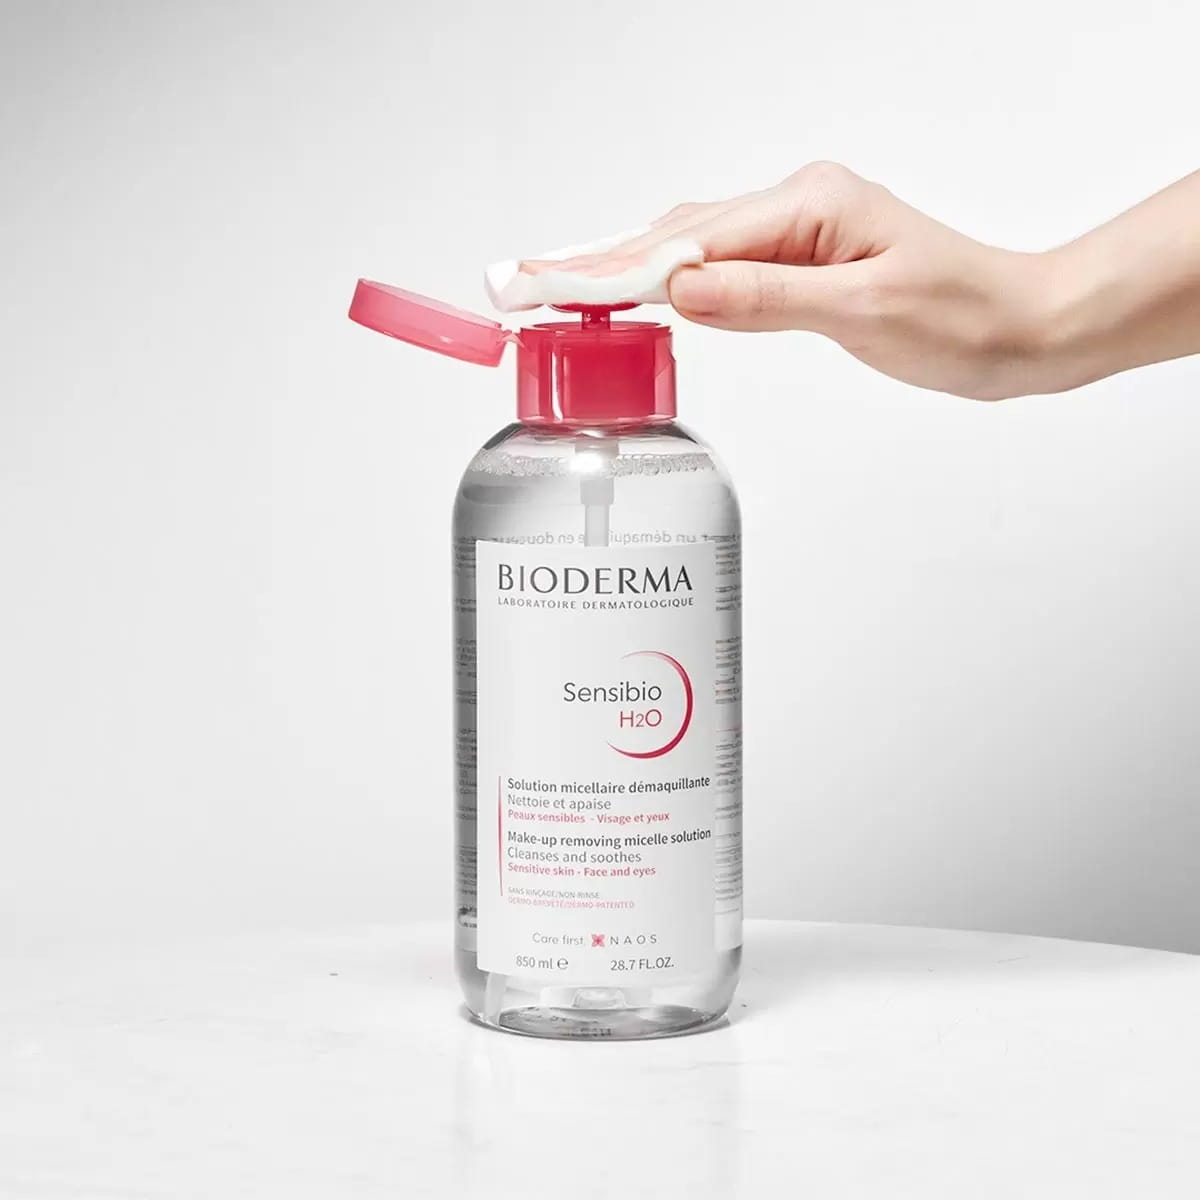 BIODERMA
LABORATOIRE DERMATOLOGIQUE
Sensibio
H2O
Solution micellaire démaquillante
Nettoie et apaise
Peaux sensibles - Visage et yeux
Make-up removing micelle solution
Cleanses and soothes
Sensitive skin - Face and eyes
SANS RINÇAGE/NON-RINSE
DERMO-BREVETÉ/DERMO-PATENTED
Care first. NAOS
850 ml ℮ 28.7 FL.OZ.